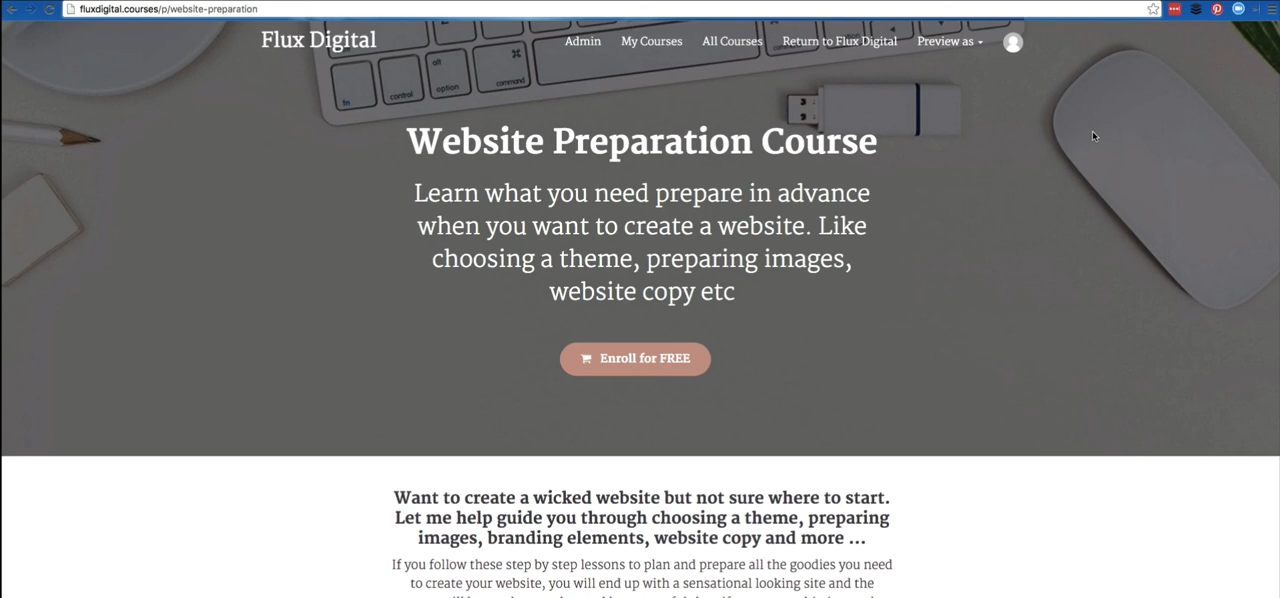 fluxdigital.courses/p/website-preparation
Flux Digital
Admin My Courses All Courses Return to Flux Digital Preview as
alt
⌘
fn control option command
Website Preparation Course
Learn what you need prepare in advance
when you want to create a website. Like
choosing a theme, preparing images,
website copy etc
Enroll for FREE
Want to create a wicked website but not sure where to start.
Let me help guide you through choosing a theme, preparing
images, branding elements, website copy and more ...
If you follow these step by step lessons to plan and prepare all the goodies you need
to create your website, you will end up with a sensational looking site and the